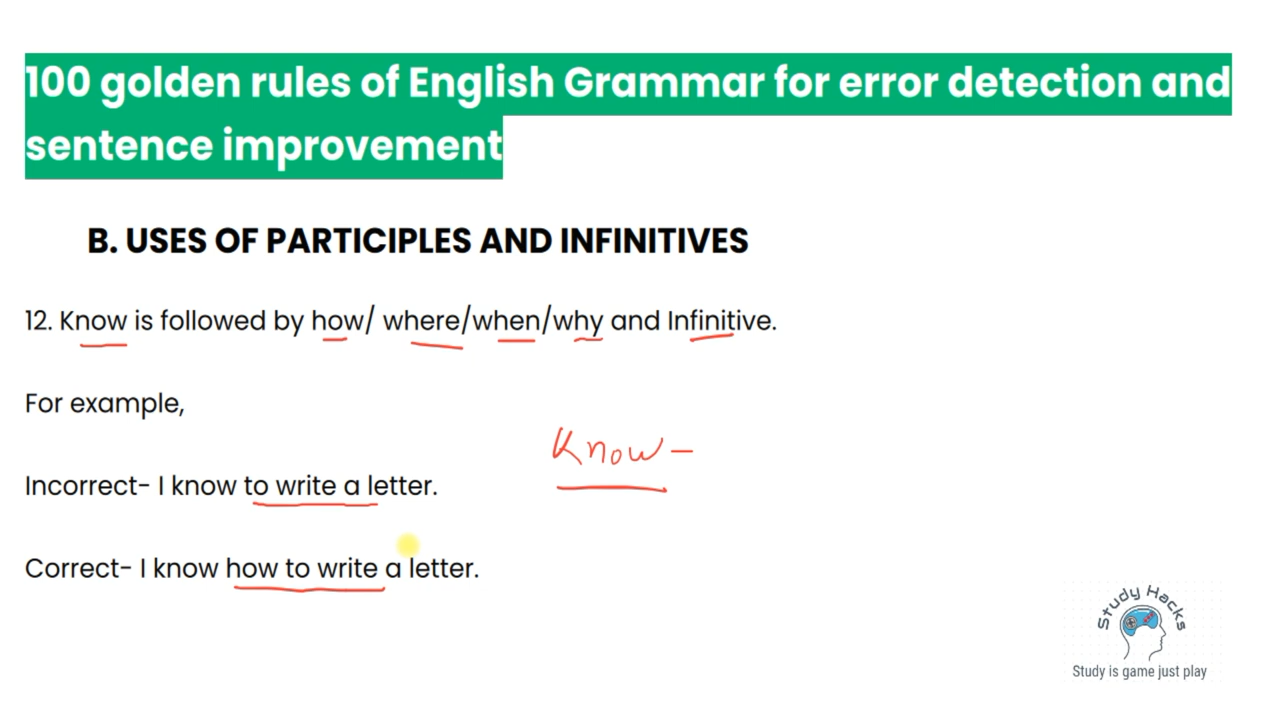 100 golden rules of English Grammar for error detection and
sentence improvement
B. USES OF PARTICIPLES AND INFINITIVES
12. Know is followed by how/ where/when/why and Infinitive.
For example,
Know -
Incorrect- I know to write a letter.
Correct- I know how to write a letter.
Study Hacks
Study is game just play